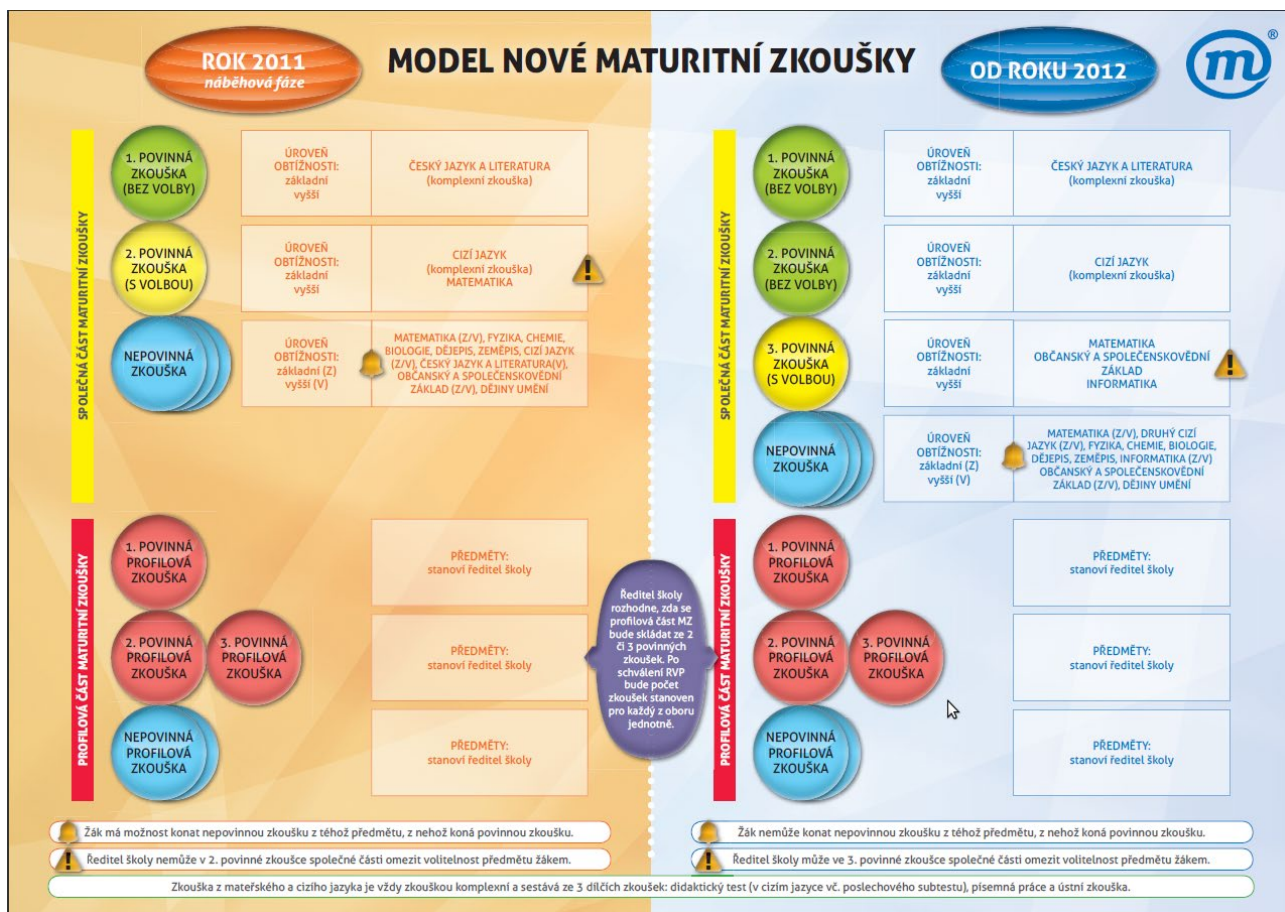 MODEL NOVÉ MATURITNÍ ZKOUŠKY
ROK 2011
náběhová fáze
SPOLEČNÁ ČÁST MATURITNÍ ZKOUŠKY
1. POVINNÁ
ZKOUŠKA
(BEZ VOLBY)
ÚROVEŇ
OBTÍŽNOSTI:
základní
vyšší
ČESKÝ JAZYK A LITERATURA
(komplexní zkouška)
2. POVINNÁ
ZKOUŠKA
(S VOLBOU)
ÚROVEŇ
OBTÍŽNOSTI:
základní
vyšší
CIZÍ JAZYK
(komplexní zkouška)
MATEMATIKA
NEPOVINNÁ
ZKOUŠKA
ÚROVEŇ
OBTÍŽNOSTI:
základní (Z)
vyšší (V)
MATEMATIKA (Z/V), FYZIKA, CHEMIE,
BIOLOGIE, DĚJEPIS, ZEMĚPIS, CIZÍ JAZYK
(Z/V), ČESKÝ JAZYK A LITERATURA(V),
OBČANSKÝ A SPOLEČENSKOVĚDNÍ
ZÁKLAD (Z/V), DĚJINY UMĚNÍ
PROFILOVÁ ČÁST MATURITNÍ ZKOUŠKY
1. POVINNÁ
PROFILOVÁ
ZKOUŠKA
PŘEDMĚTY:
stanoví ředitel školy
2. POVINNÁ
PROFILOVÁ
ZKOUŠKA
3. POVINNÁ
PROFILOVÁ
ZKOUŠKA
PŘEDMĚTY:
stanoví ředitel školy
NEPOVINNÁ
PROFILOVÁ
ZKOUŠKA
PŘEDMĚTY:
stanoví ředitel školy
Žák má možnost konat nepovinnou zkoušku z téhož předmětu, z nehož koná povinnou zkoušku.
Ředitel školy nemůže v 2. povinné zkoušce společné části omezit volitelnost předmětu žákem.
Ředitel školy
rozhodne, zda se
profilová část MZ
bude skládat ze 2
či 3 povinných
zkoušek. Po
schválení RVP
bude počet
zkoušek stanoven
pro každý z oboru
jednotně.
OD ROKU 2012
m®
SPOLEČNÁ ČÁST MATURITNÍ ZKOUŠKY
1. POVINNÁ
ZKOUŠKA
(BEZ VOLBY)
ÚROVEŇ
OBTÍŽNOSTI:
základní
vyšší
ČESKÝ JAZYK A LITERATURA
(komplexní zkouška)
2. POVINNÁ
ZKOUŠKA
(BEZ VOLBY)
ÚROVEŇ
OBTÍŽNOSTI:
základní
vyšší
CIZÍ JAZYK
(komplexní zkouška)
3. POVINNÁ
ZKOUŠKA
(S VOLBOU)
ÚROVEŇ
OBTÍŽNOSTI:
základní
vyšší
MATEMATIKA
OBČANSKÝ A SPOLEČENSKOVĚDNÍ
ZÁKLAD
INFORMATIKA
NEPOVINNÁ
ZKOUŠKA
ÚROVEŇ
OBTÍŽNOSTI:
základní (Z)
vyšší (V)
MATEMATIKA (Z/V), DRUHÝ CIZÍ
JAZYK (Z/V), FYZIKA, CHEMIE, BIOLOGIE,
DĚJEPIS, ZEMĚPIS, INFORMATIKA (Z/V)
OBČANSKÝ A SPOLEČENSKOVĚDNÍ
ZÁKLAD (Z/V), DĚJINY UMĚNÍ
PROFILOVÁ ČÁST MATURITNÍ ZKOUŠKY
1. POVINNÁ
PROFILOVÁ
ZKOUŠKA
PŘEDMĚTY:
stanoví ředitel školy
2. POVINNÁ
PROFILOVÁ
ZKOUŠKA
3. POVINNÁ
PROFILOVÁ
ZKOUŠKA
PŘEDMĚTY:
stanoví ředitel školy
NEPOVINNÁ
PROFILOVÁ
ZKOUŠKA
PŘEDMĚTY:
stanoví ředitel školy
Žák nemůže konat nepovinnou zkoušku z téhož předmětu, z nehož koná povinnou zkoušku.
Ředitel školy může ve 3. povinné zkoušce společné části omezit volitelnost předmětu žákem.
Zkouška z mateřského a cizího jazyka je vždy zkouškou komplexní a sestává ze 3 dílčích zkoušek: didaktický test (v cizím jazyce vč. poslechového subtestu), písemná práce a ústní zkouška.